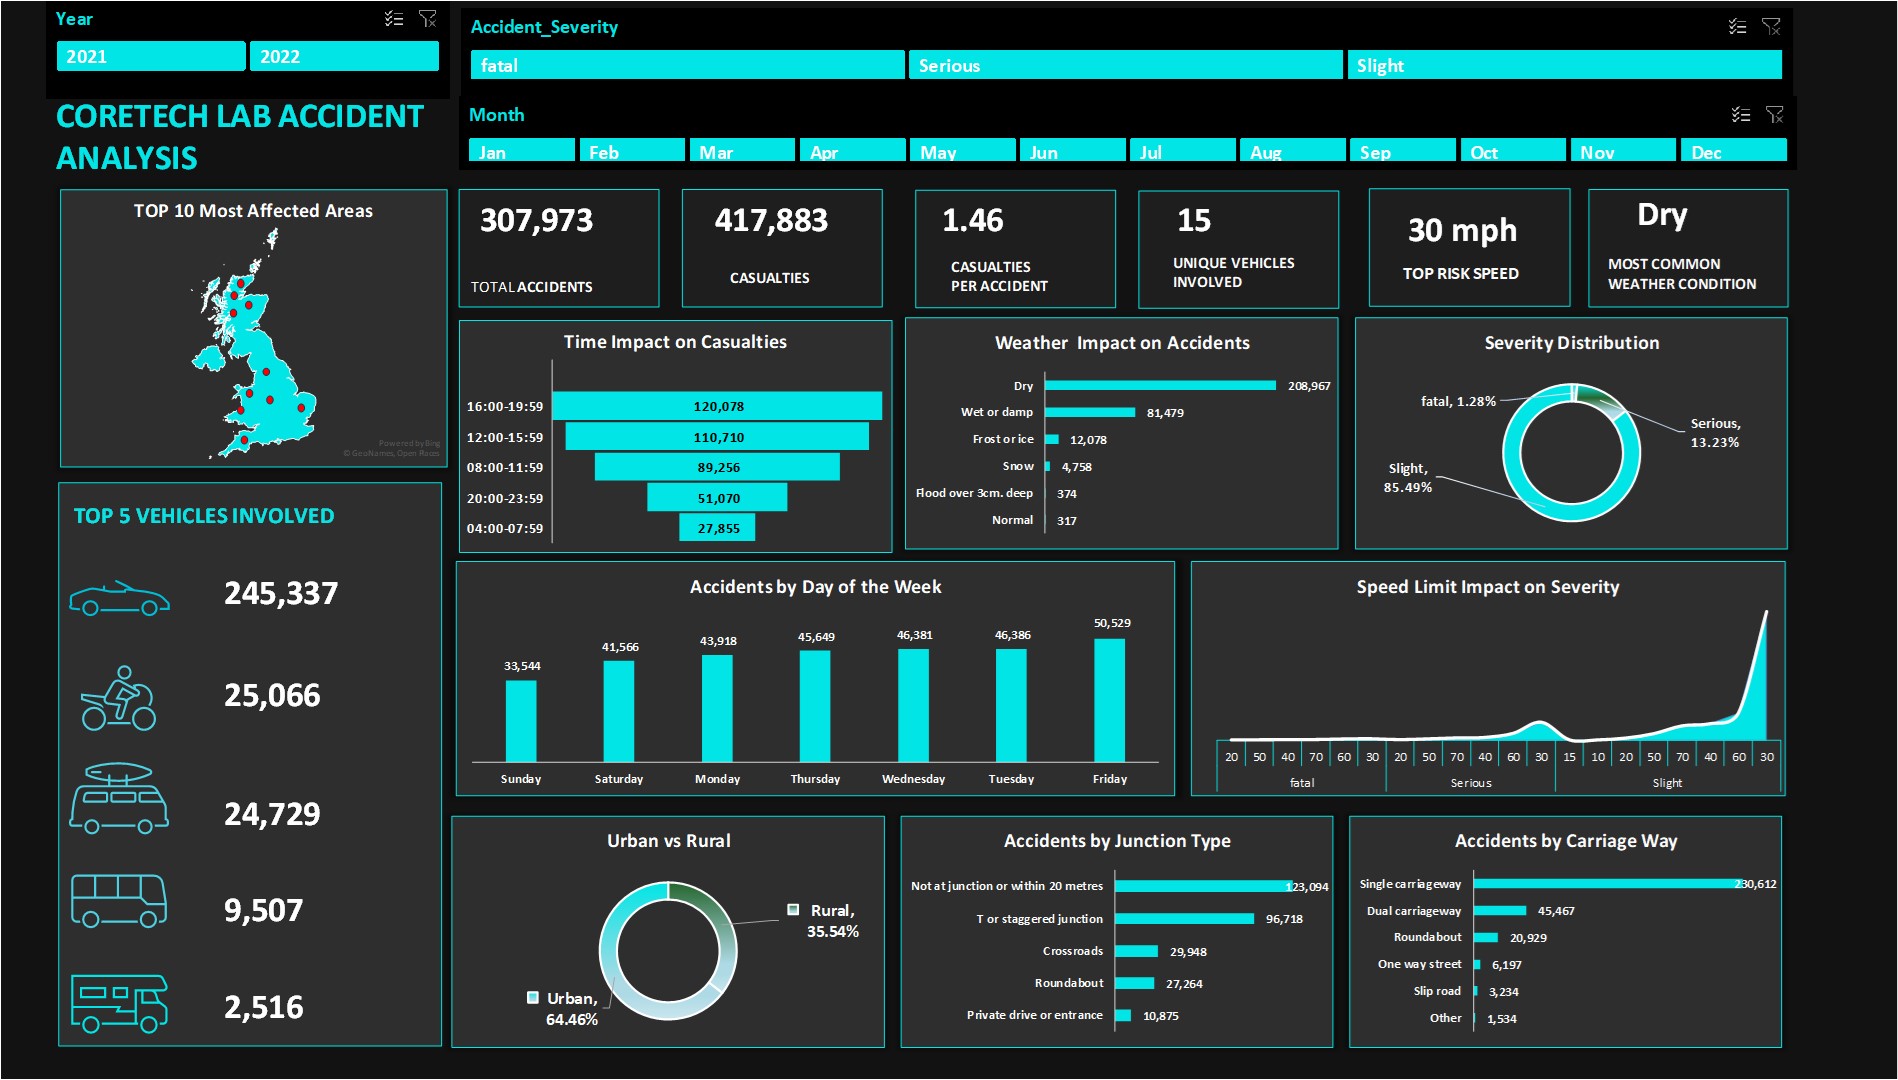 Year
2021
2022
Accident_Severity
fatal
Serious
Slight
CORETECH LAB ACCIDENT
ANALYSIS
Month
Jan
Feb
Mar
Apr
May
Jun
Jul
Aug
Sep
Oct
Nov
Dec
TOP 10 Most Affected Areas
Powered by Bing
© GeoNames, Open Places
307,973
TOTAL ACCIDENTS
417,883
CASUALTIES
1.46
CASUALTIES
PER ACCIDENT
15
UNIQUE VEHICLES
INVOLVED
30 mph
TOP RISK SPEED
Dry
MOST COMMON
WEATHER CONDITION
Time Impact on Casualties
16:00-19:59 120,078
12:00-15:59 110,710
08:00-11:59 89,256
20:00-23:59 51,070
04:00-07:59 27,855
Weather Impact on Accidents
Dry 208,967
Wet or damp 81,479
Frost or ice 12,078
Snow 4,758
Flood over 3cm. deep 374
Normal 317
Severity Distribution
fatal, 1.28%
Serious,
13.23%
Slight,
85.49%
TOP 5 VEHICLES INVOLVED
245,337
25,066
24,729
9,507
2,516
Accidents by Day of the Week
33,544
41,566
43,918
45,649
46,381
46,386
50,529
Sunday
Saturday
Monday
Thursday
Wednesday
Tuesday
Friday
Speed Limit Impact on Severity
20 50 40 70 60 30 20 50 70 40 60 30 15 10 20 50 70 40 60 30
fatal Serious Slight
Urban vs Rural
Rural,
35.54%
Urban,
64.46%
Accidents by Junction Type
Not at junction or within 20 metres 123,094
T or staggered junction 96,718
Crossroads 29,948
Roundabout 27,264
Private drive or entrance 10,875
Accidents by Carriage Way
Single carriageway 230,612
Dual carriageway 45,467
Roundabout 20,929
One way street 6,197
Slip road 3,234
Other 1,534